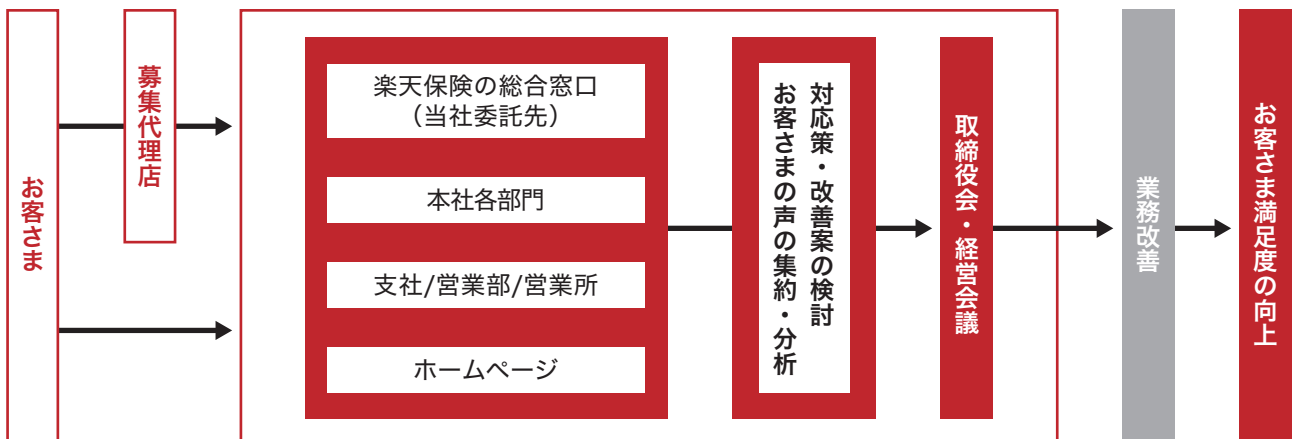 お客さま
募集代理店
楽天保険の総合窓口
（当社委託先）
本社各部門
支社/営業部/営業所
ホームページ
対応策・改善案の検討
お客さまの声の集約・分析
取締役会・経営会議
業務改善
お客さま満足度の向上